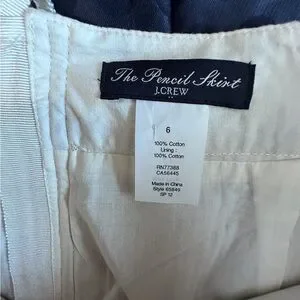 The Pencil Skirt
J.CREW
6
100% Cotton
Lining :
100% Cotton
RN77388
CA56445
Made in China
Style 65849
SP 12